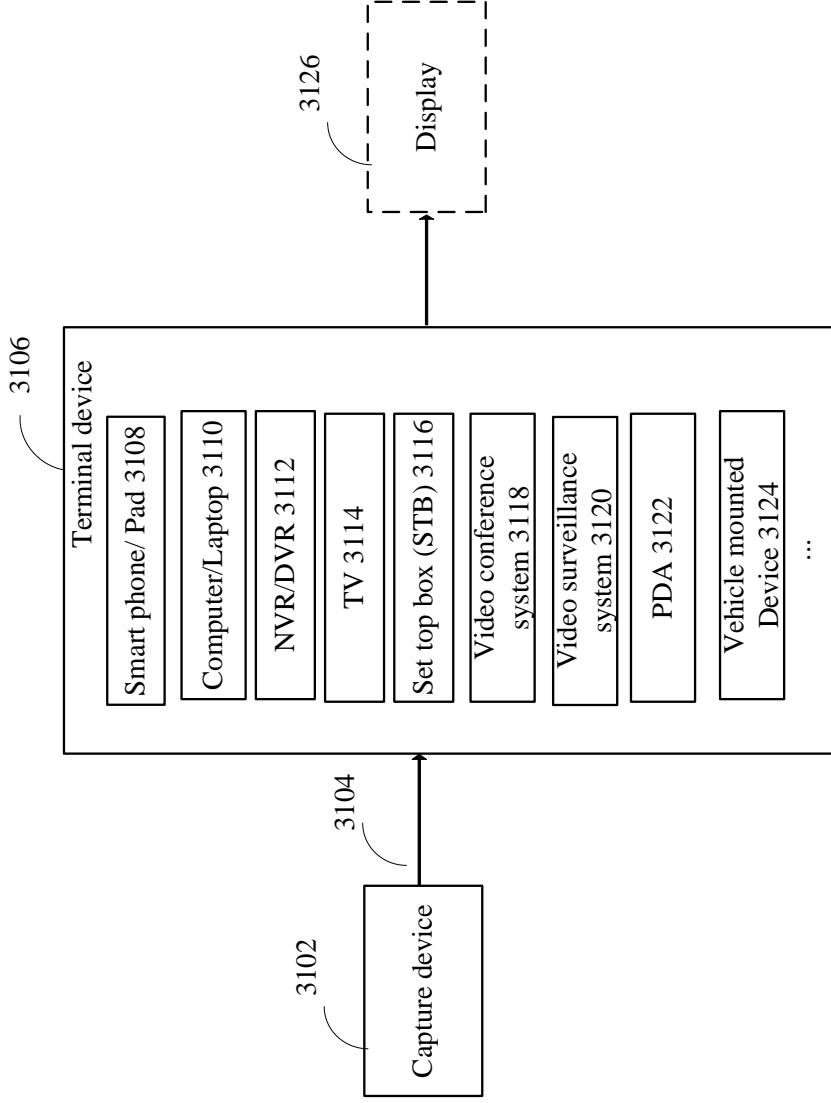 3102
Capture device
3104
3106
Terminal device
Smart phone/ Pad 3108
Computer/Laptop 3110
NVR/DVR 3112
TV 3114
Set top box (STB) 3116
Video conference
system 3118
Video surveillance
system 3120
PDA 3122
Vehicle mounted
Device 3124
...
3126
Display